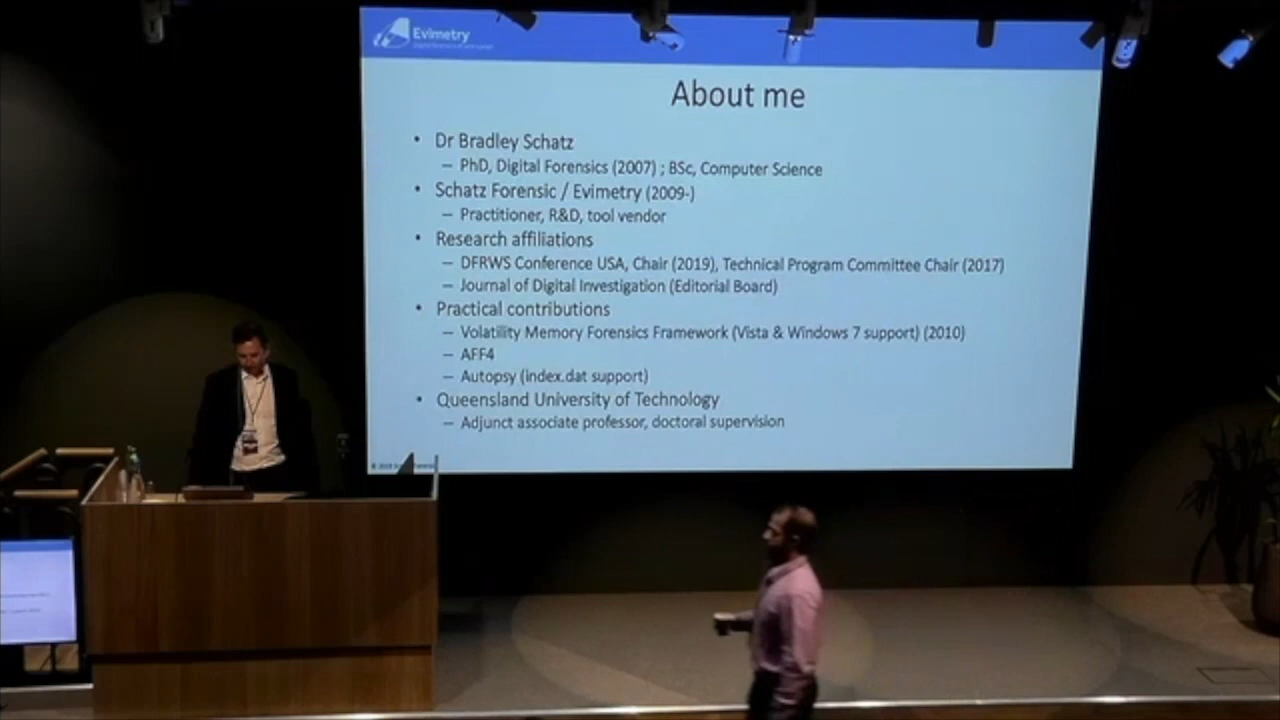 Evimetry
About me
• Dr Bradley Schatz
– PhD, Digital Forensics (2007) ; BSc, Computer Science
• Schatz Forensic / Evimetry (2009-)
– Practitioner, R&D, tool vendor
• Research affiliations
– DFRWS Conference USA, Chair (2019), Technical Program Committee Chair (2017)
– Journal of Digital Investigation (Editorial Board)
• Practical contributions
– Volatility Memory Forensics Framework (Vista & Windows 7 support) (2010)
– AFF4
– Autopsy (index.dat support)
• Queensland University of Technology
– Adjunct associate professor, doctoral supervision